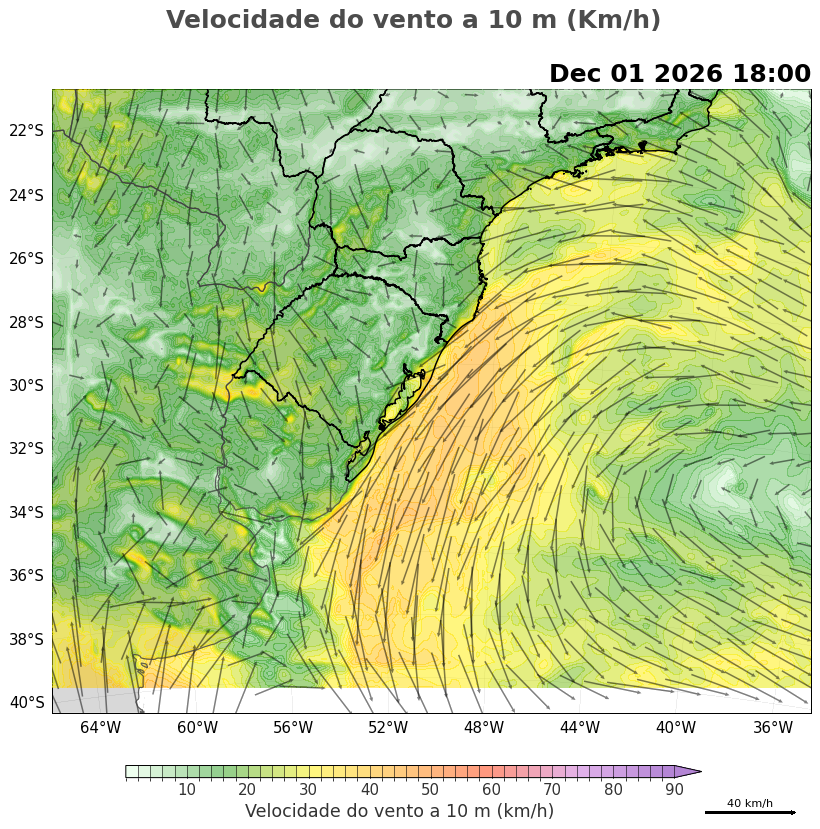 Velocidade do vento a 10 m (Km/h)
Dec 01 2026 18:00
22°S
24°S
26°S
28°S
30°S
32°S
34°S
36°S
38°S
40°S
64°W 60°W 56°W 52°W 48°W 44°W 40°W 36°W
10 20 30 40 50 60 70 80 90
Velocidade do vento a 10 m (km/h)
40 km/h